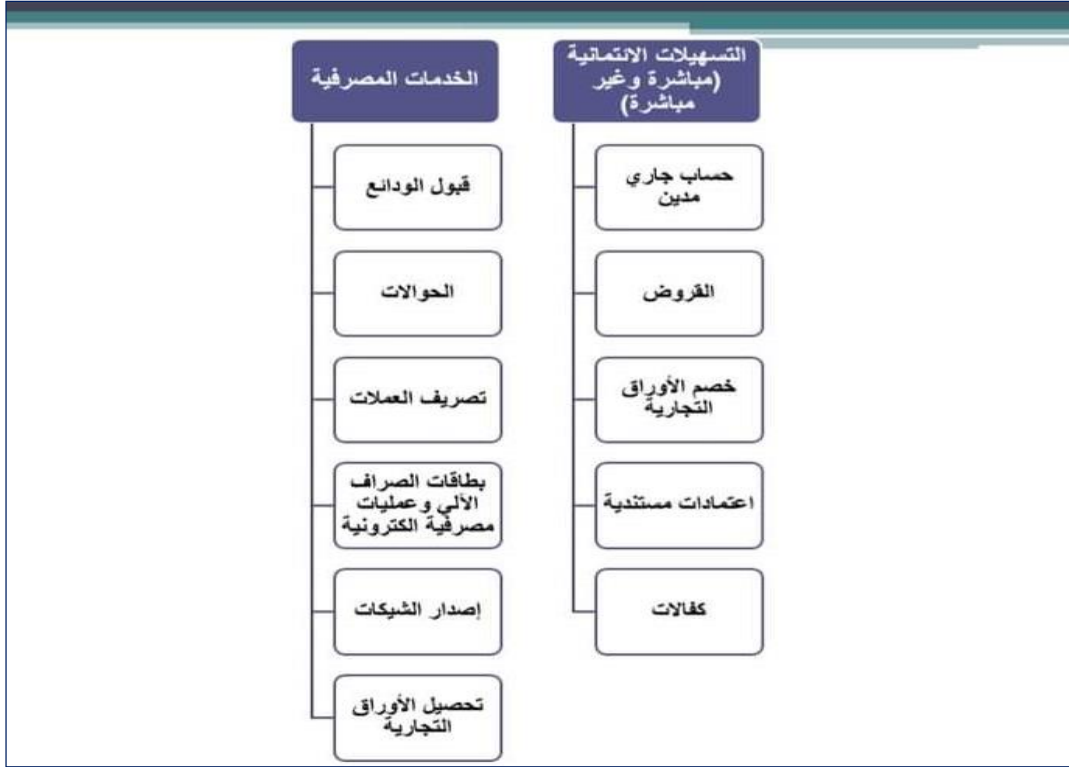 التسهيلات الائتمانية
(مباشرة وغير
مباشرة)
حساب جاري
مدين
القروض
خصم الأوراق
التجارية
اعتمادات مستندية
كفالات
الخدمات المصرفية
قبول الودائع
الحوالات
تصريف العملات
بطاقات الصراف
الآلي وعمليات
مصرفية الكترونية
إصدار الشيكات
تحصيل الأوراق
التجارية